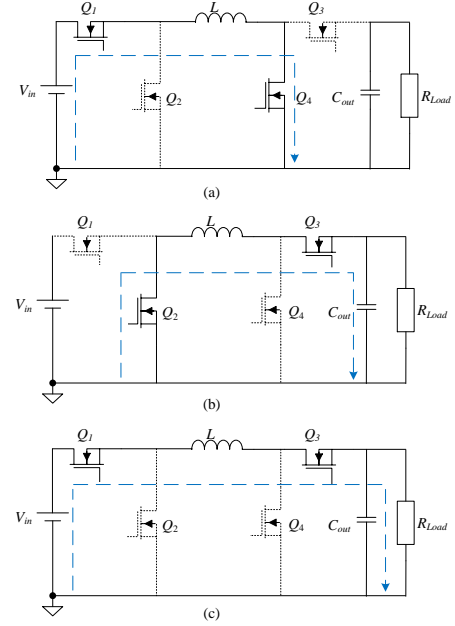 Q1 L Q3
Vin Q2 Q4 Cout RLoad
(a)
Q1 L Q3
Vin Q2 Q4 Cout RLoad
(b)
Q1 L Q3
Vin Q2 Q4 Cout RLoad
(c)